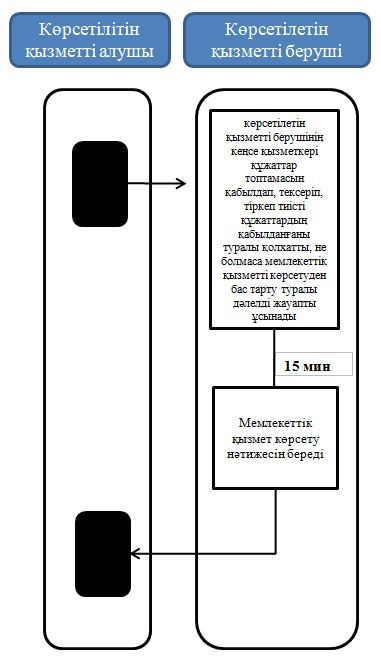 Көрсетілітін
қызметті алушы
Көрсетілетін
қызметті беруші
көрсетілетін
қызметті берушінің
кеңсе қызметкері
құжаттар
топтамасын
қабылдап, тексеріп,
тіркеп тиісті
құжаттардың
қабылданғаны
туралы қолхатты, не
болмаса мемлекеттік
қызметті көрсетуден
бас тарту туралы
дәлелді жауапты
ұсынады
15 мин
Мемлекеттік
қызмет көрсету
нәтижесін береді